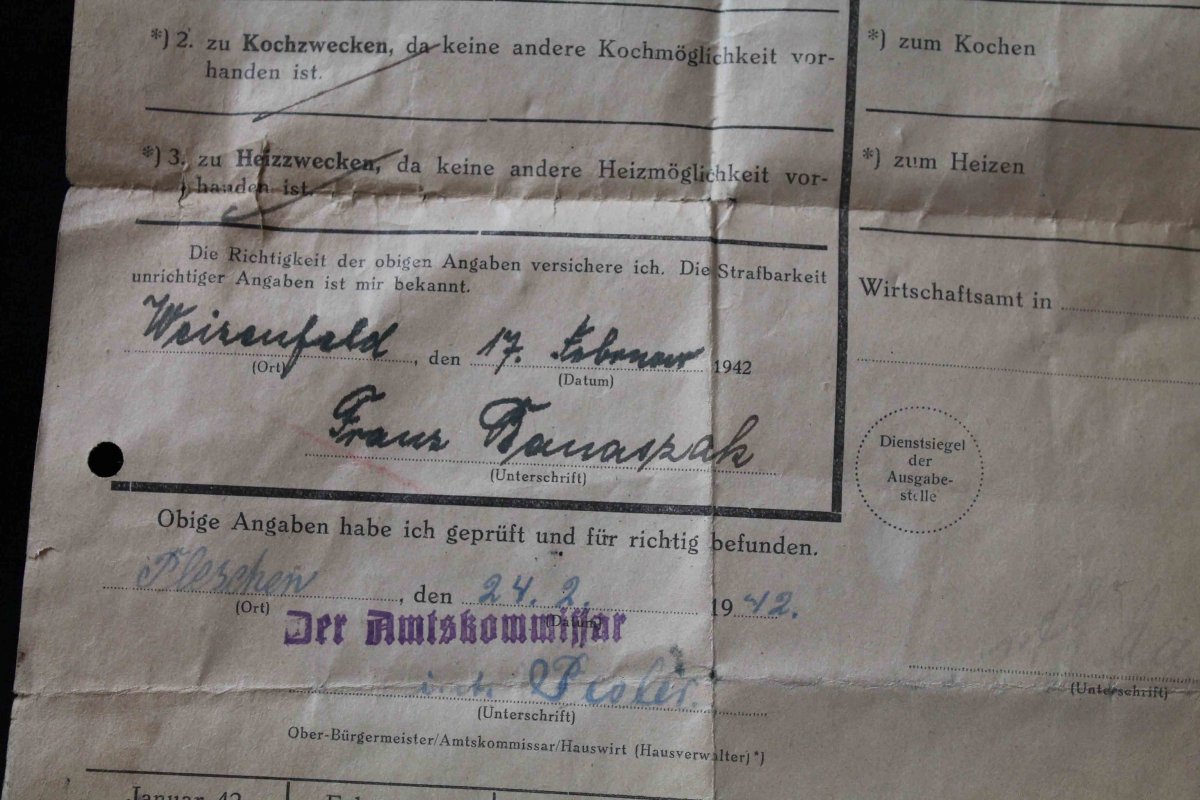 *) 2. zu Kochzwecken, da keine andere Kochmöglichkeit vor-
handen ist.
*) 3. zu Heizzwecken, da keine andere Heizmöglichkeit vor-
handen ist.
Die Richtigkeit der obigen Angaben versichere ich. Die Strafbarkeit
unrichtiger Angaben ist mir bekannt.
Weizenfeld, den 17. Februar 1942
(Ort) (Datum)
Franz Banaszak
(Unterschrift)
Obige Angaben habe ich geprüft und für richtig befunden.
Pleschen, den 24. 2. 1942.
(Ort) (Datum)
Der Amtskommissar
(Unterschrift)
Ober-Bürgermeister/Amtskommissar/Hauswirt (Hausverwalter) *)
Januar 42
*) zum Kochen
*) zum Heizen
Wirtschaftsamt in
Dienstsiegel
der
Ausgabe-
stelle
(Unterschrift)